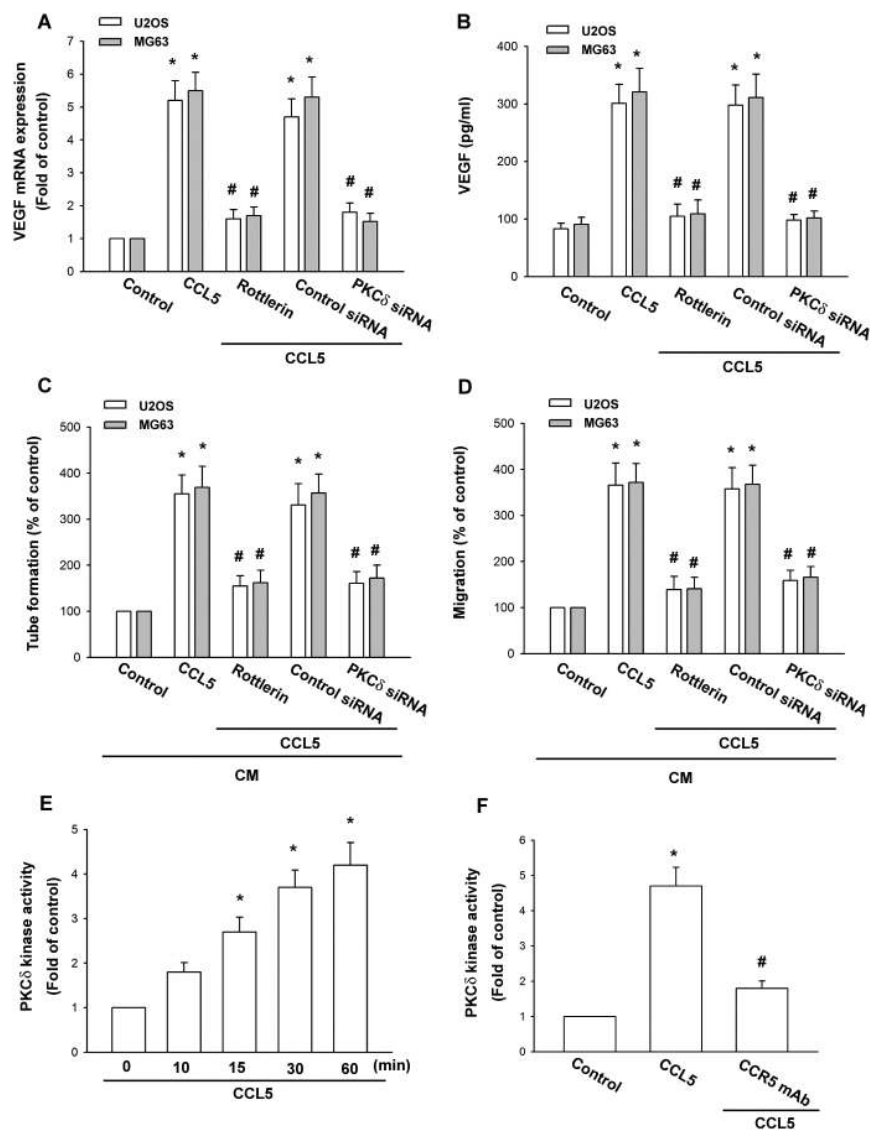 A
U2OS
MG63
VEGF mRNA expression
(Fold of control)
7
6
5
4
3
2
1
0
*
*
#
#
*
*
#
#
Control
CCL5
Rottlerin
Control siRNA
PKCδ siRNA
CCL5
B
U2OS
MG63
VEGF (pg/ml)
400
300
200
100
0
*
*
#
#
*
*
#
#
Control
CCL5
Rottlerin
Control siRNA
PKCδ siRNA
CCL5
C
U2OS
MG63
Tube formation (% of control)
500
400
300
200
100
0
*
*
#
#
*
*
#
#
Control
CCL5
Rottlerin
Control siRNA
PKCδ siRNA
CCL5
CM
D
U2OS
MG63
Migration (% of control)
500
400
300
200
100
0
*
*
#
#
*
*
#
#
Control
CCL5
Rottlerin
Control siRNA
PKCδ siRNA
CCL5
CM
E
PKCδ kinase activity
(Fold of control)
5
4
3
2
1
0
*
*
*
0 10 15 30 60 (min)
CCL5
F
PKCδ kinase activity
(Fold of control)
6
5
4
3
2
1
0
*
#
Control
CCL5
CCR5 mAb
CCL5